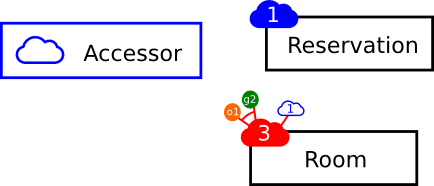 1
Accessor
Reservation
g2
o1
1
3
Room